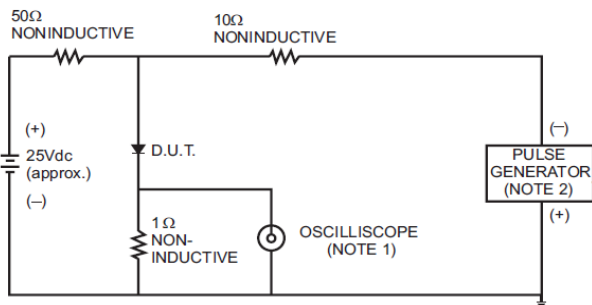 50Ω
NONINDUCTIVE
10Ω
NONINDUCTIVE
(+)
25Vdc
(approx.)
(–)
D.U.T.
1Ω
NON-
INDUCTIVE
OSCILLISCOPE
(NOTE 1)
(–)
PULSE
GENERATOR
(NOTE 2)
(+)